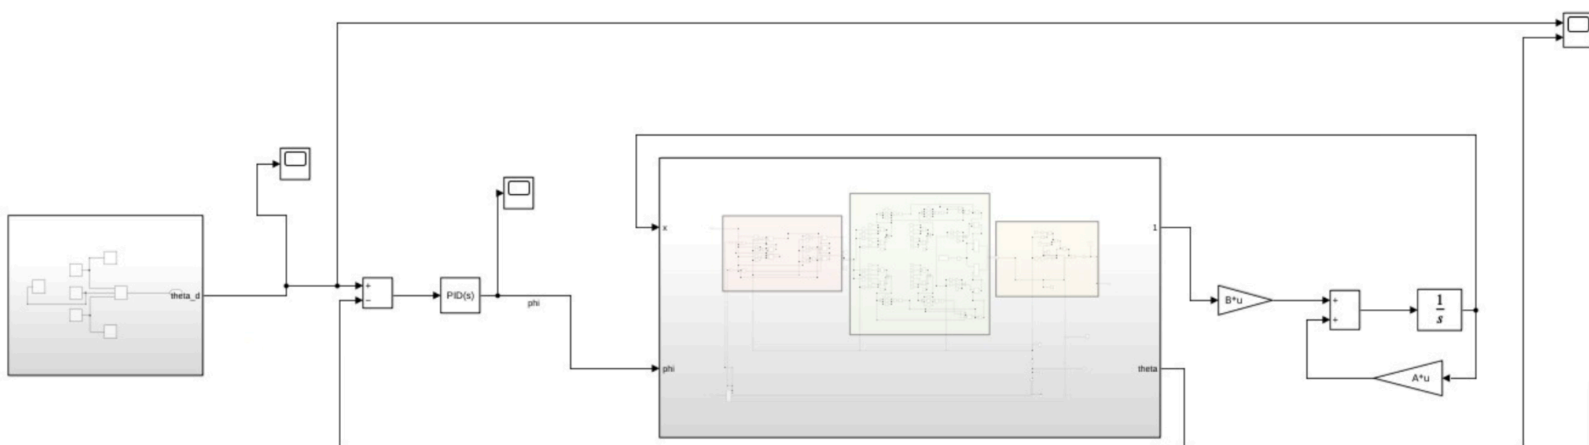 theta_d
+
−
PID(s)
phi
x
phi
1
theta
B*u
+
+
1
s
A*u